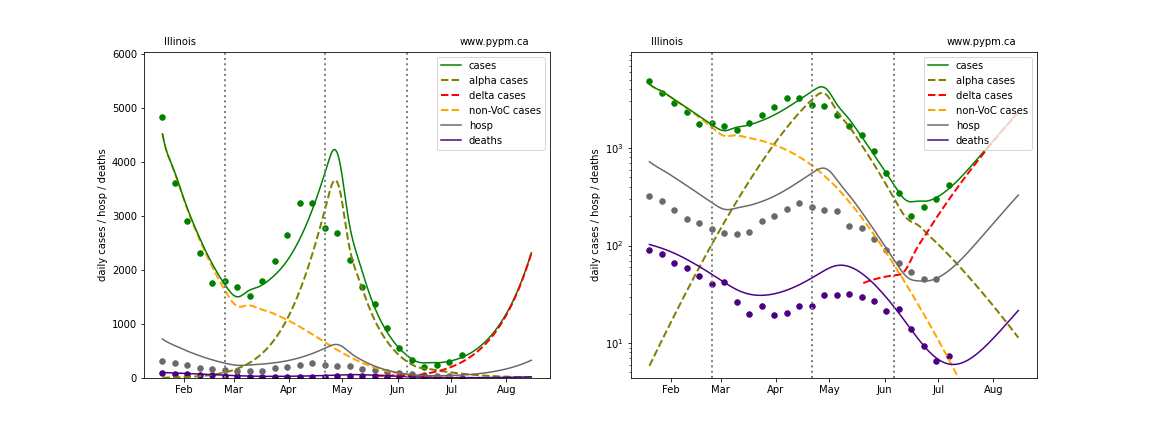 Illinois www.pypm.ca
6000
5000
4000
3000
2000
1000
0
daily cases / hosp / deaths
cases
alpha cases
delta cases
non-VoC cases
hosp
deaths
Feb Mar Apr May Jun Jul Aug
Illinois www.pypm.ca
10³
10²
10¹
daily cases / hosp / deaths
cases
alpha cases
delta cases
non-VoC cases
hosp
deaths
Feb Mar Apr May Jun Jul Aug